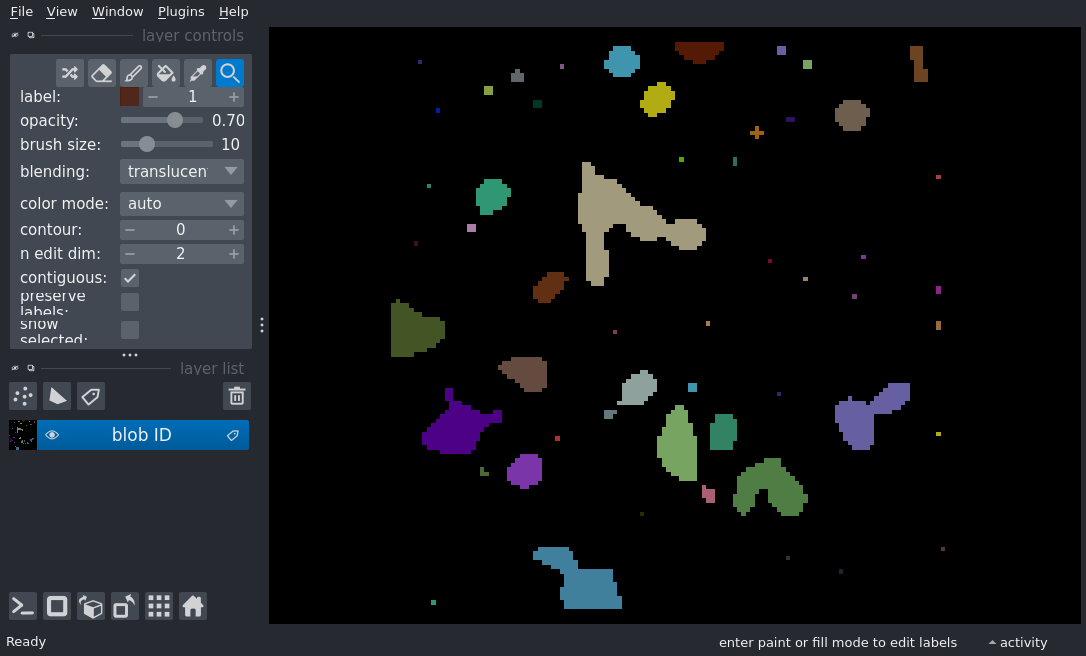 File View Window Plugins Help
layer controls
label: 1
opacity: 0.70
brush size: 10
blending: translucen
color mode: auto
contour: 0
n edit dim: 2
contiguous:
preserve
labels:
show
selected:
layer list
blob ID
Ready
enter paint or fill mode to edit labels
activity